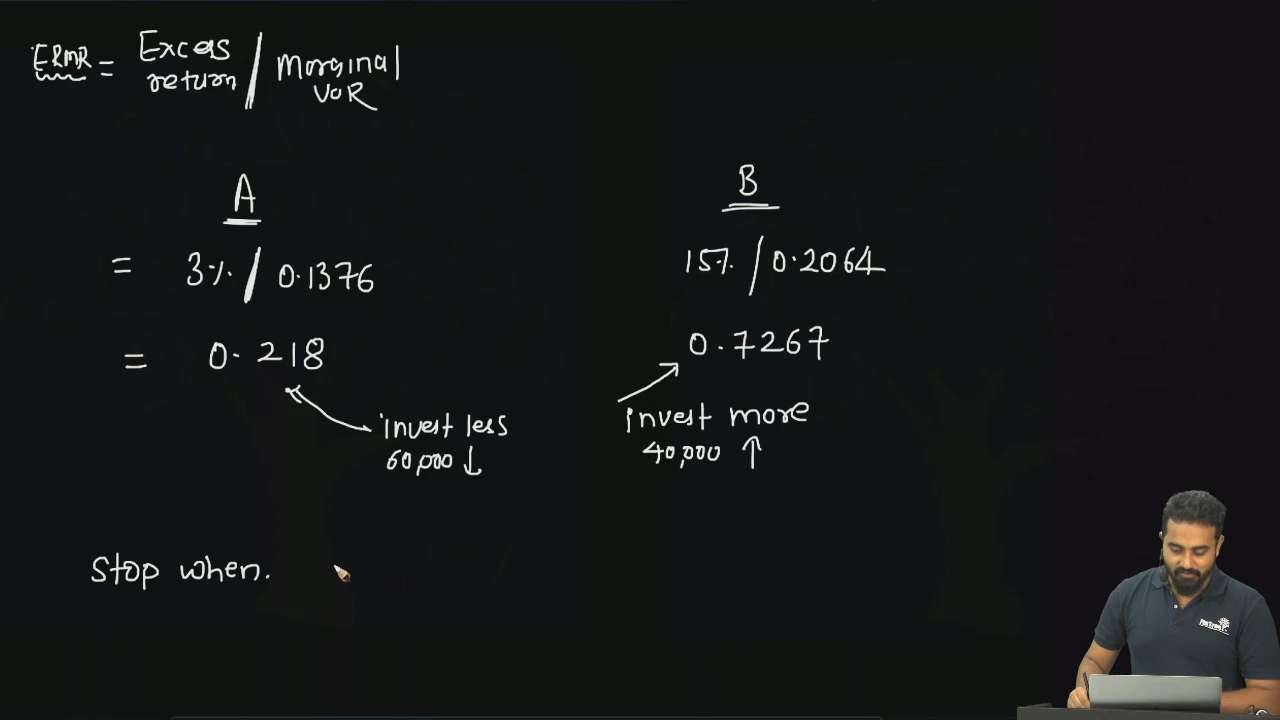 ERMR = Excess return / Marginal VaR
A
= 3% / 0.1376
= 0.218
invest less
60,000 ↓
B
15% / 0.2064
0.7267
invest more
40,000 ↑
Stop when.